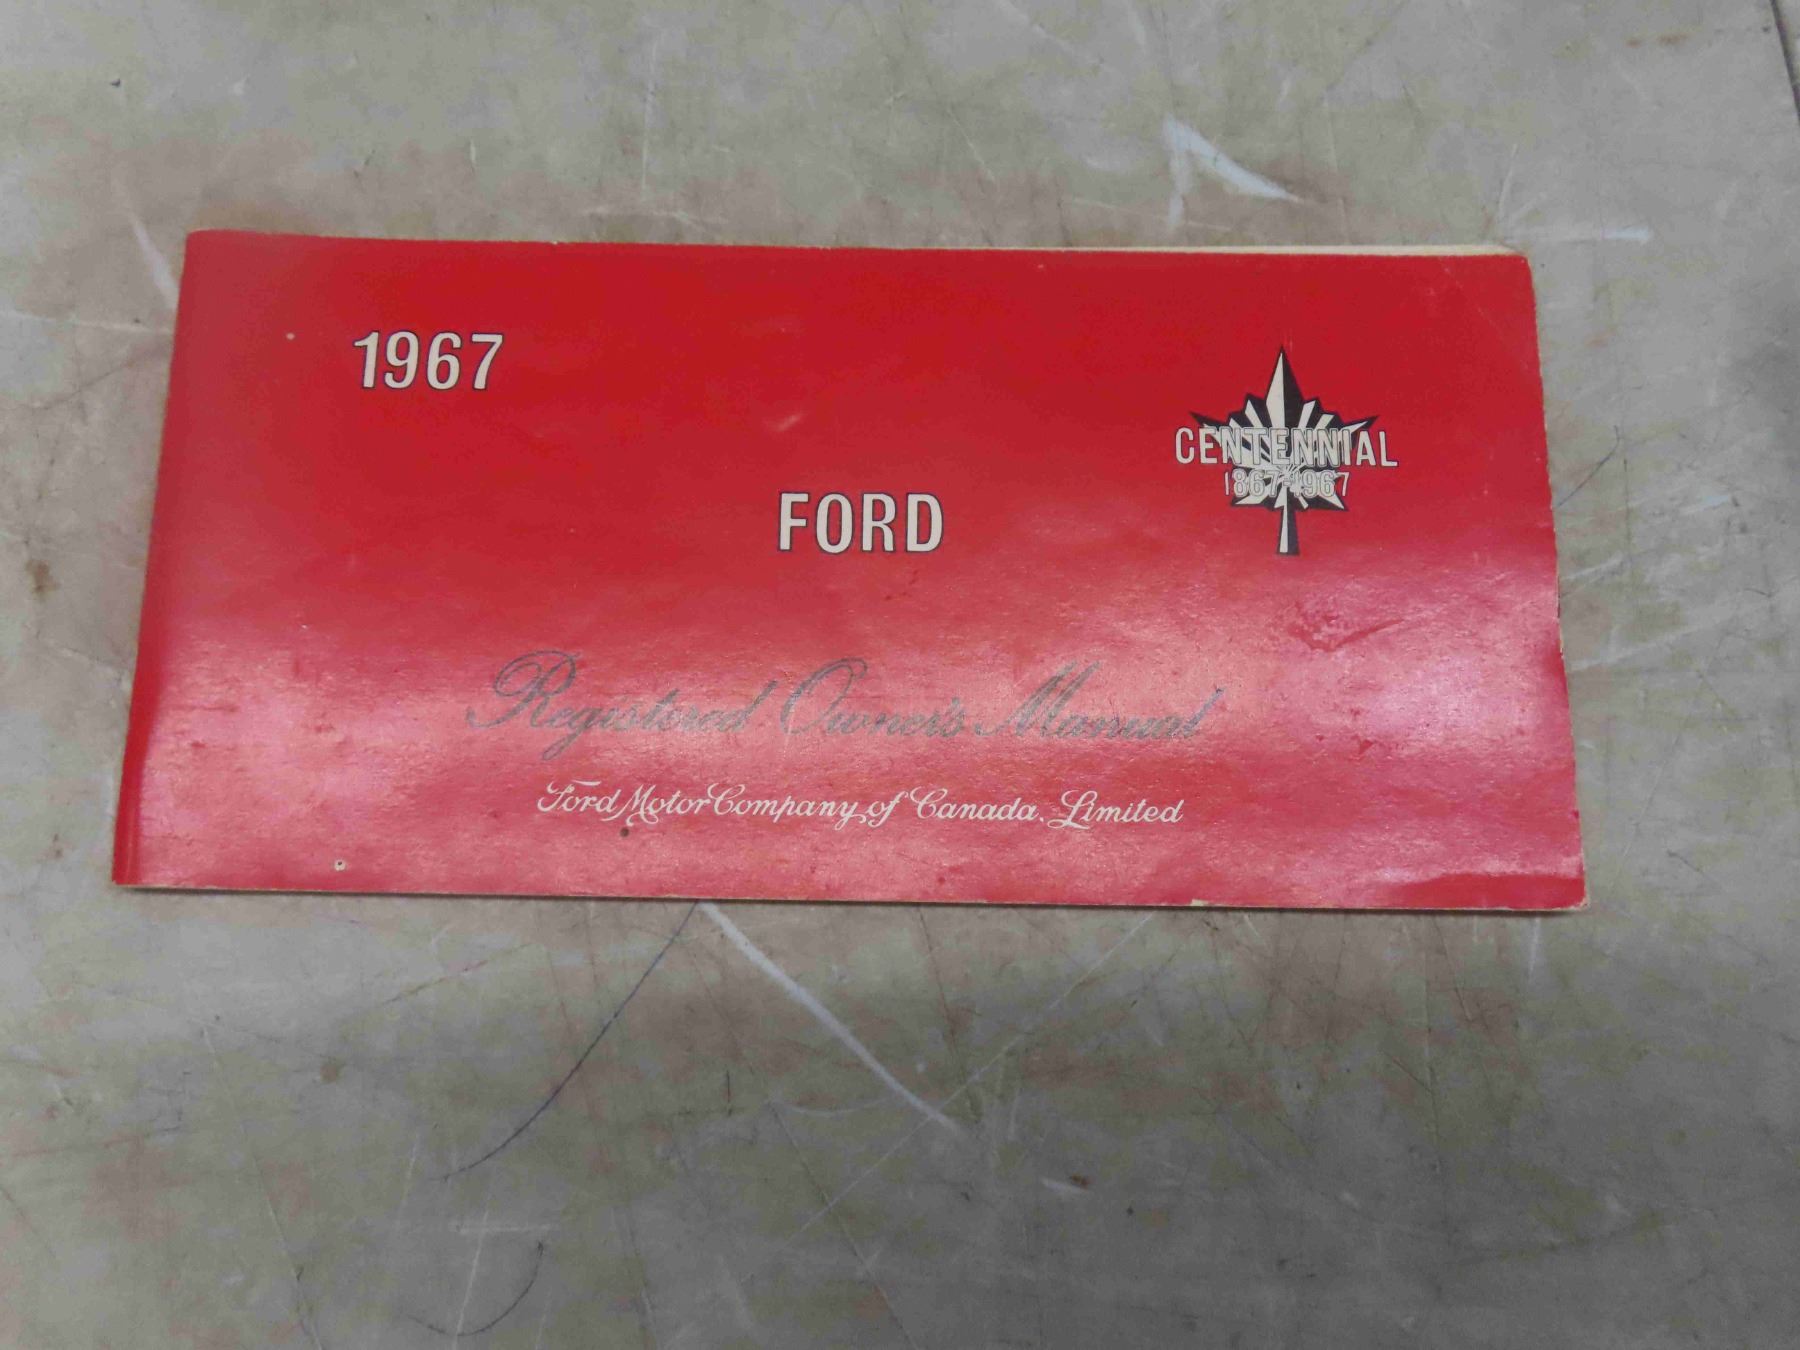 1967
CENTENNIAL
1867-1967
FORD
Registered Owner's Manual
Ford Motor Company of Canada, Limited